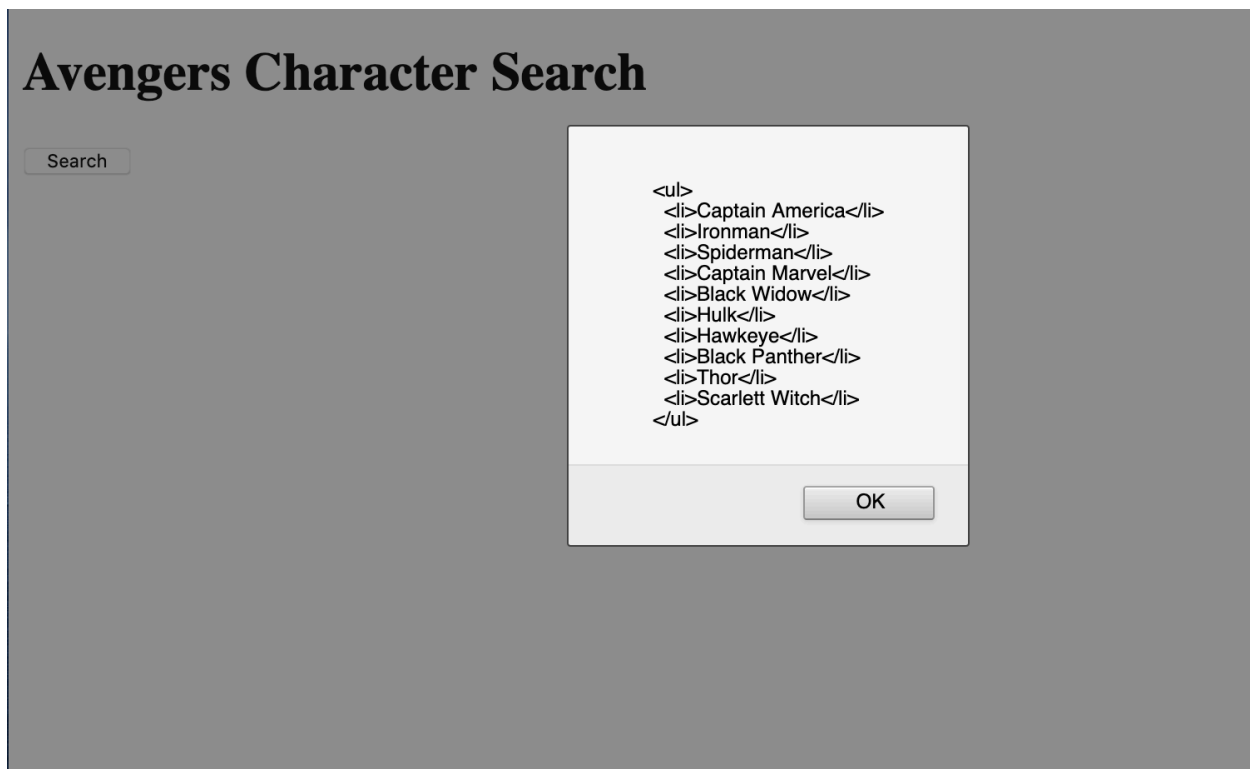 Avengers Character Search
Search
<ul>
<li>Captain America</li>
<li>Ironman</li>
<li>Spiderman</li>
<li>Captain Marvel</li>
<li>Black Widow</li>
<li>Hulk</li>
<li>Hawkeye</li>
<li>Black Panther</li>
<li>Thor</li>
<li>Scarlett Witch</li>
</ul>
OK